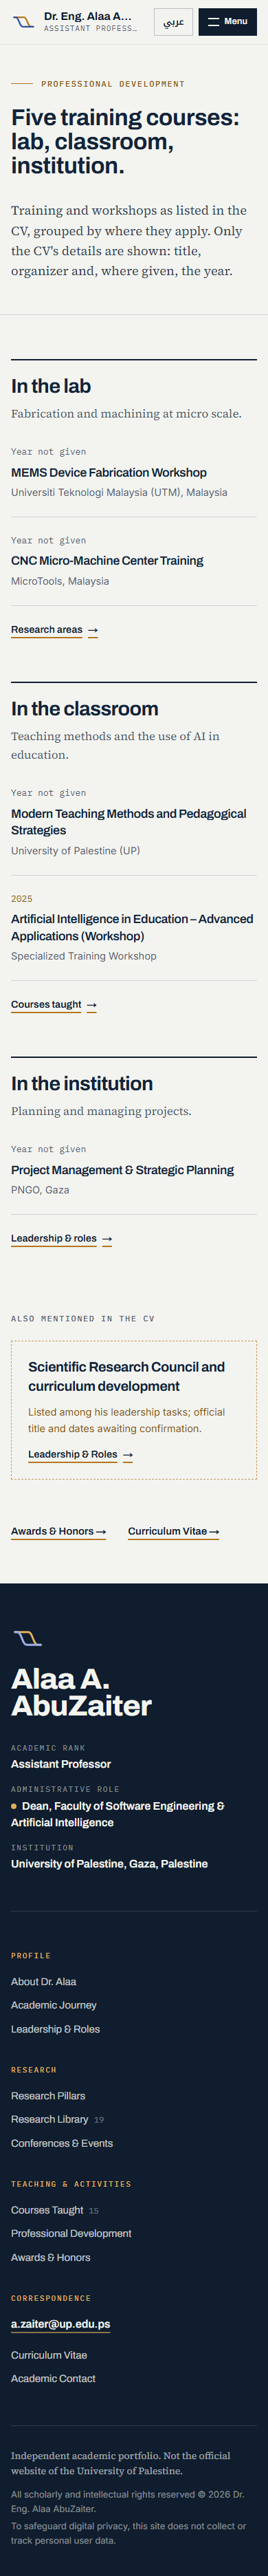 Dr. Eng. Alaa A...
ASSISTANT PROFESS...
عربي
Menu
PROFESSIONAL DEVELOPMENT
Five training courses:
lab, classroom,
institution.
Training and workshops as listed in the
CV, grouped by where they apply. Only
the CV's details are shown: title,
organizer and, where given, the year.
In the lab
Fabrication and machining at micro scale.
Year not given
MEMS Device Fabrication Workshop
Universiti Teknologi Malaysia (UTM), Malaysia
Year not given
CNC Micro-Machine Center Training
MicroTools, Malaysia
Research areas →
In the classroom
Teaching methods and the use of AI in
education.
Year not given
Modern Teaching Methods and Pedagogical
Strategies
University of Palestine (UP)
2025
Artificial Intelligence in Education – Advanced
Applications (Workshop)
Specialized Training Workshop
Courses taught →
In the institution
Planning and managing projects.
Year not given
Project Management & Strategic Planning
PNGO, Gaza
Leadership & roles →
ALSO MENTIONED IN THE CV
Scientific Research Council and
curriculum development
Listed among his leadership tasks; official
title and dates awaiting confirmation.
Leadership & Roles →
Awards & Honors → Curriculum Vitae →
Alaa A.
AbuZaiter
ACADEMIC RANK
Assistant Professor
ADMINISTRATIVE ROLE
Dean, Faculty of Software Engineering &
Artificial Intelligence
INSTITUTION
University of Palestine, Gaza, Palestine
PROFILE
About Dr. Alaa
Academic Journey
Leadership & Roles
RESEARCH
Research Pillars
Research Library 19
Conferences & Events
TEACHING & ACTIVITIES
Courses Taught 15
Professional Development
Awards & Honors
CORRESPONDENCE
a.zaiter@up.edu.ps
Curriculum Vitae
Academic Contact
Independent academic portfolio. Not the official
website of the University of Palestine.
All scholarly and intellectual rights reserved © 2026 Dr.
Eng. Alaa AbuZaiter.
To safeguard digital privacy, this site does not collect or
track personal user data.